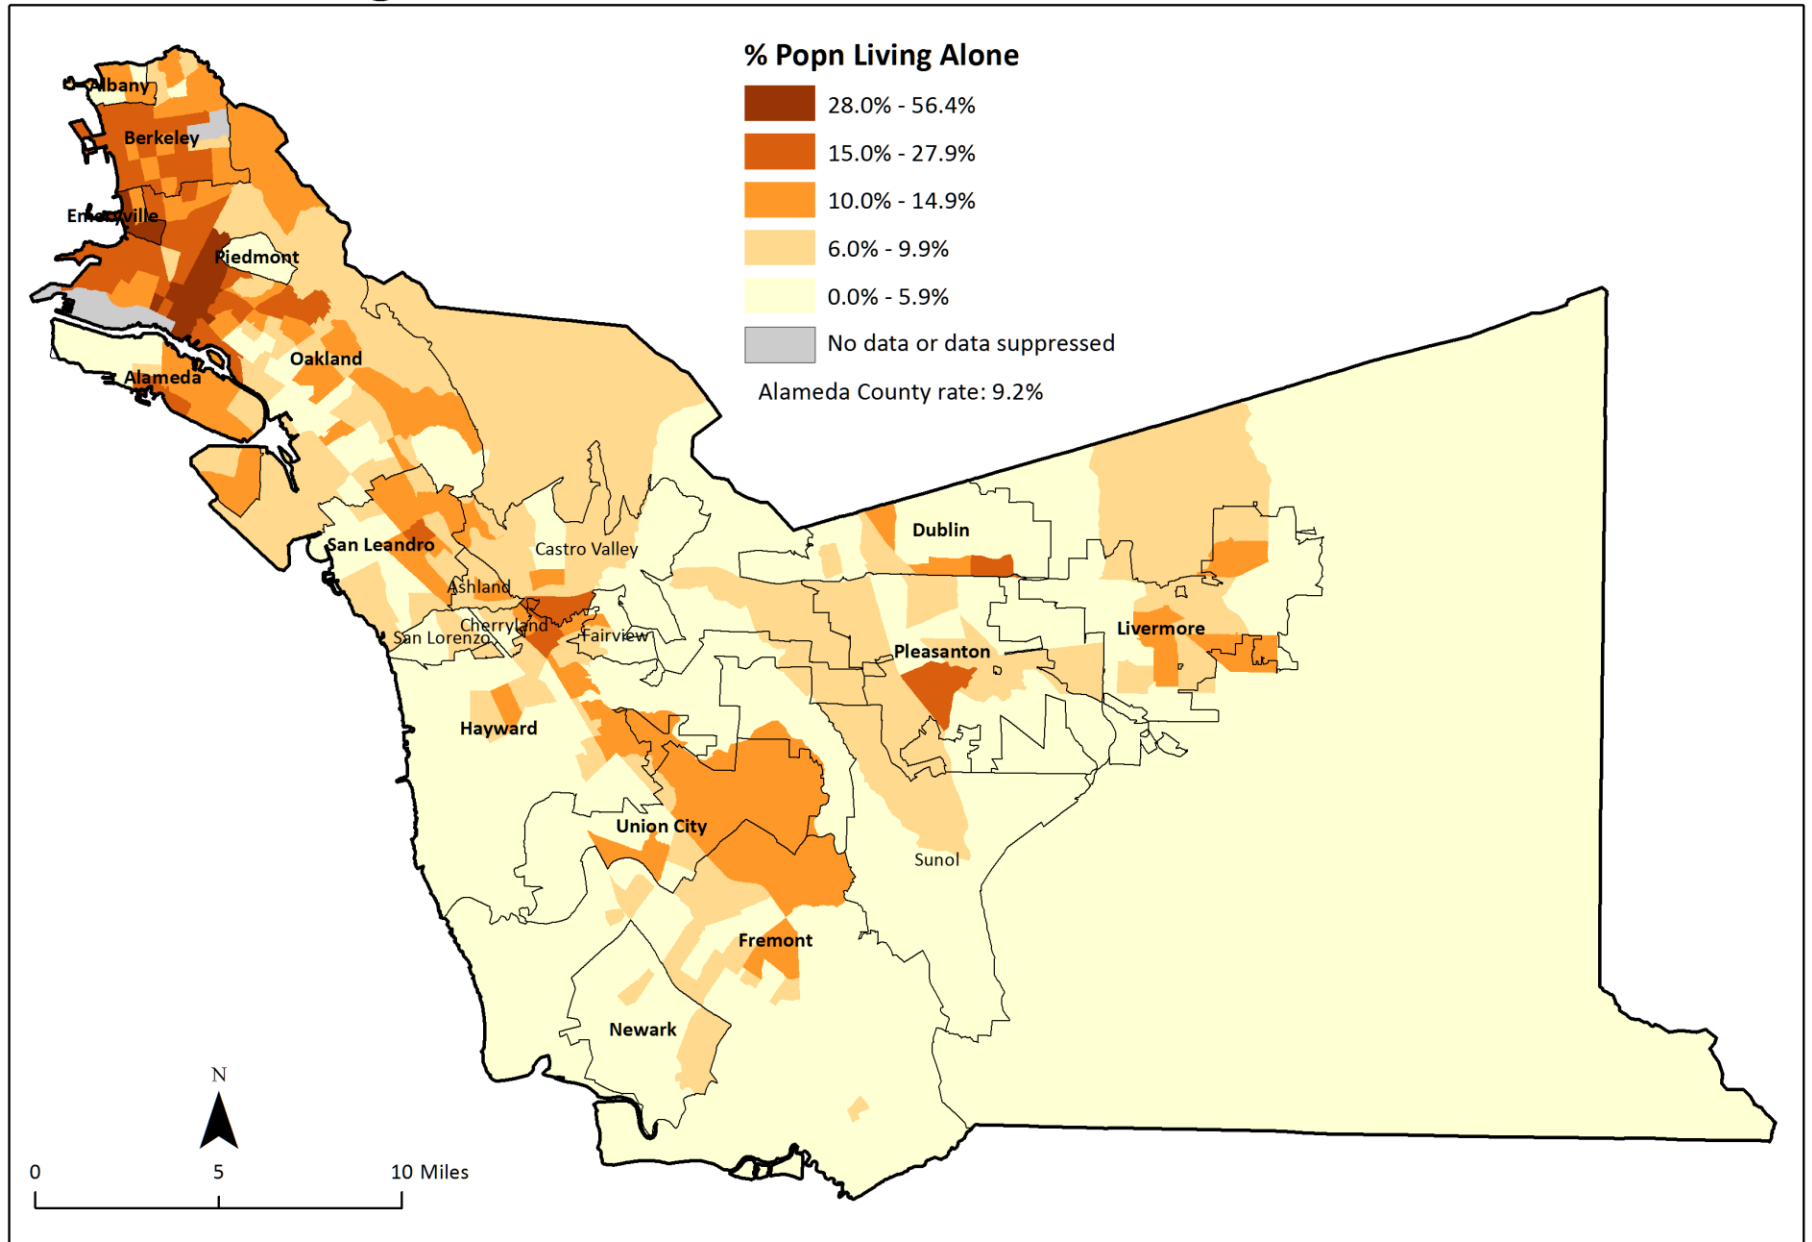 % Popn Living Alone
28.0% - 56.4%
15.0% - 27.9%
10.0% - 14.9%
6.0% - 9.9%
0.0% - 5.9%
No data or data suppressed
Alameda County rate: 9.2%
Albany
Berkeley
Emeryville
Piedmont
Oakland
Alameda
San Leandro
Castro Valley
Dublin
Ashland
Cherryland
San Lorenzo
Fairview
Livermore
Pleasanton
Hayward
Union City
Sunol
Fremont
Newark
N
0 5 10 Miles